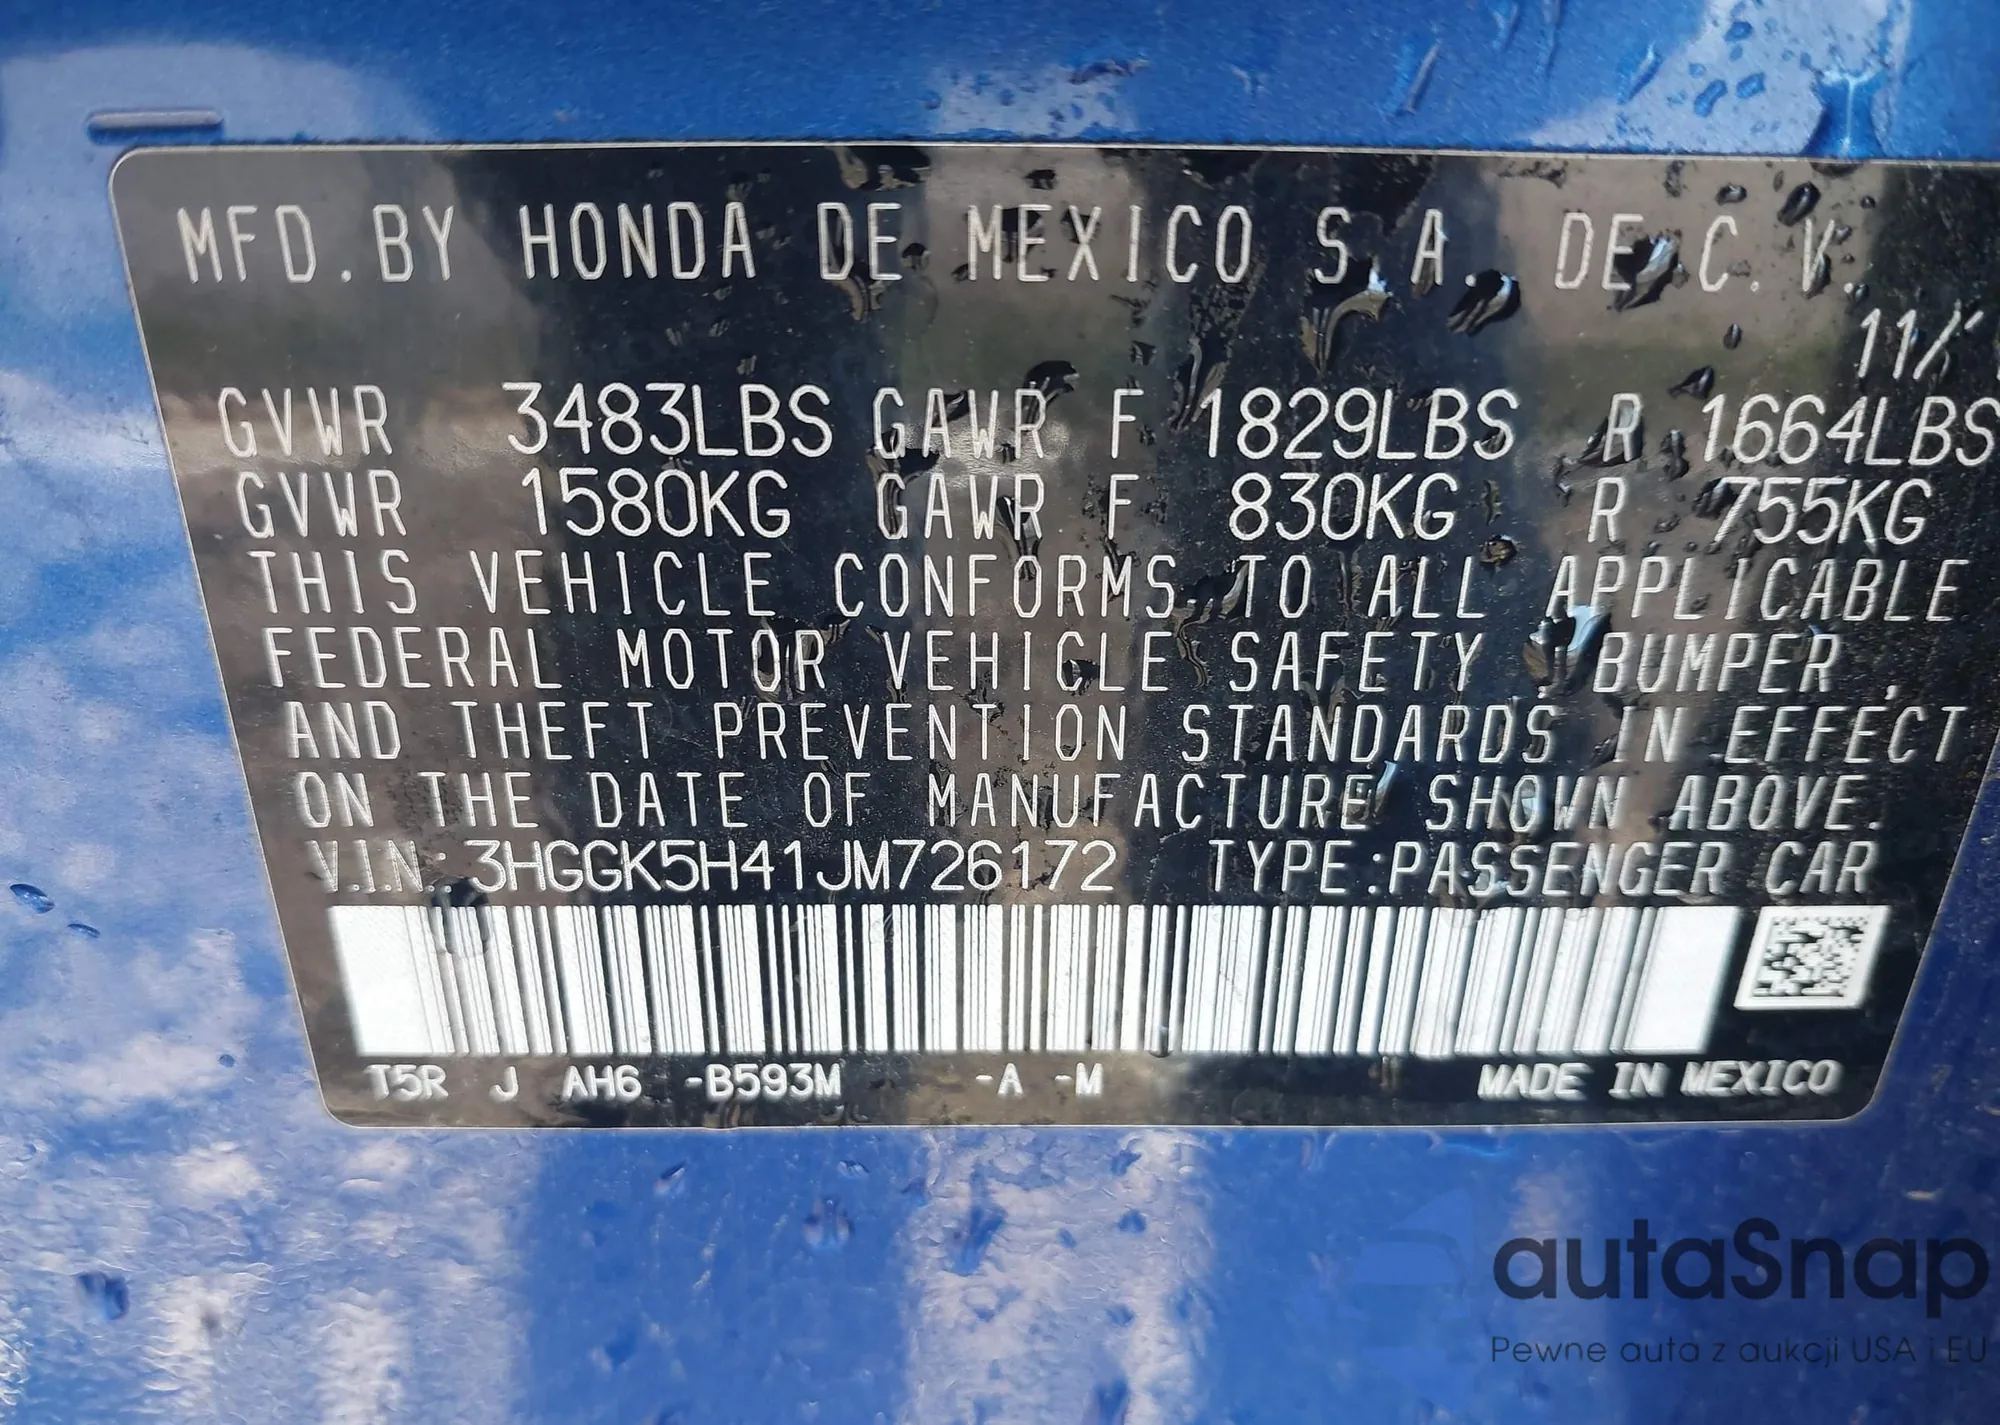 MFD. BY HONDA DE MEXICO S.A. DE C.V.
11/
GVWR 3483LBS GAWR F 1829LBS R 1664LBS
GVWR 1580KG GAWR F 830KG R 755KG
THIS VEHICLE CONFORMS TO ALL APPLICABLE
FEDERAL MOTOR VEHICLE SAFETY , BUMPER ,
AND THEFT PREVENTION STANDARDS IN EFFECT
ON THE DATE OF MANUFACTURE SHOWN ABOVE.
V.I.N.: 3HGGK5H41JM726172 TYPE:PASSENGER CAR
T5R J AH6 -B593M -A -M MADE IN MEXICO
autaSnap
Pewne auta z aukcji USA i EU